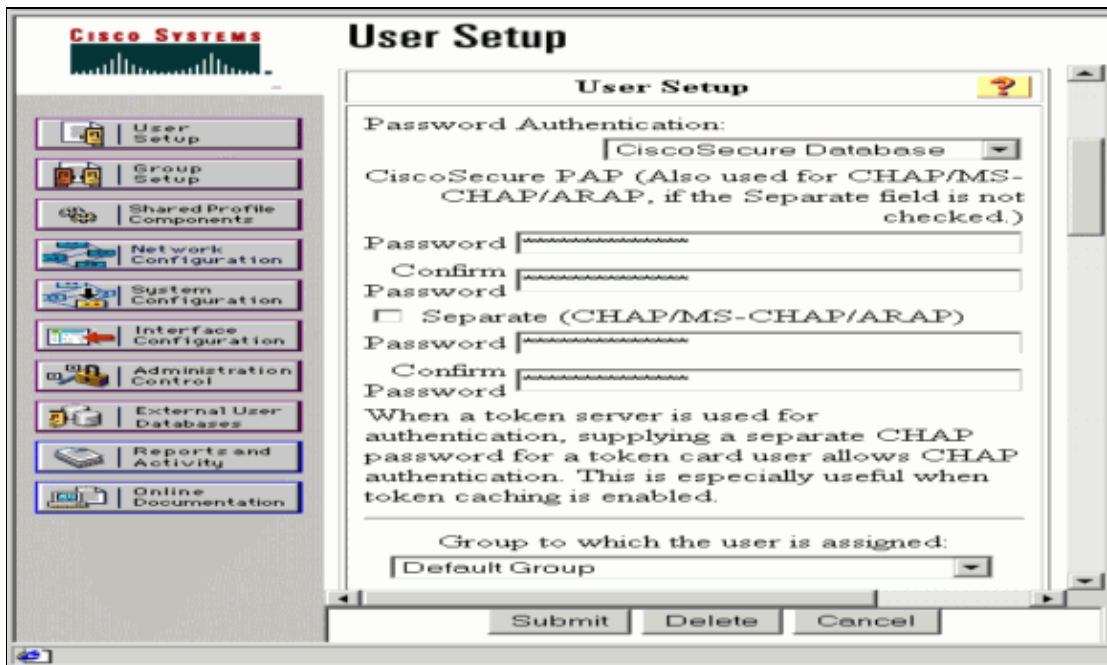 CISCO SYSTEMS
User Setup
User
Setup
Group
Setup
Shared Profile
Components
Network
Configuration
System
Configuration
Interface
Configuration
Administration
Control
External User
Databases
Reports and
Activity
Online
Documentation
User Setup
Password Authentication:
CiscoSecure Database
CiscoSecure PAP (Also used for CHAP/MS-
CHAP/ARAP, if the Separate field is not
checked.)
Password ***************
Confirm
Password ***************
Separate (CHAP/MS-CHAP/ARAP)
Password ***************
Confirm
Password ***************
When a token server is used for
authentication, supplying a separate CHAP
password for a token card user allows CHAP
authentication. This is especially useful when
token caching is enabled.
Group to which the user is assigned:
Default Group
Submit Delete Cancel